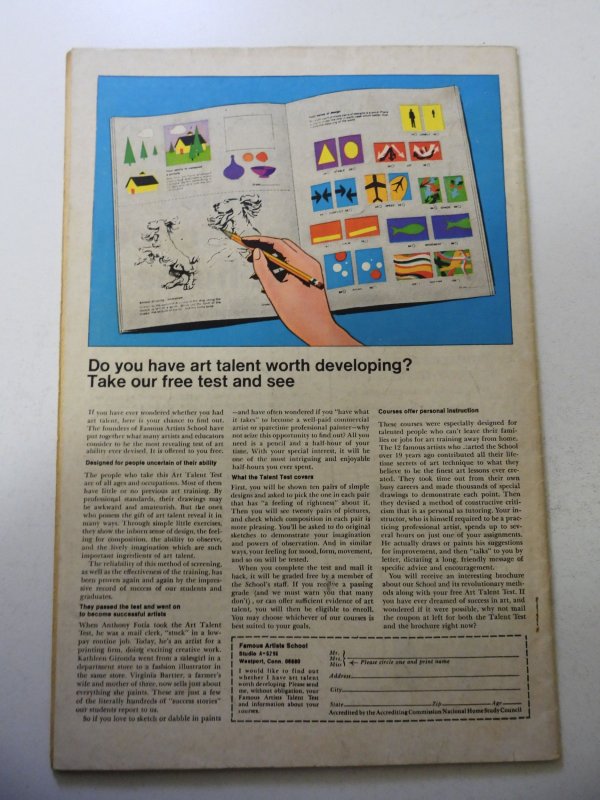 Do you have art talent worth developing?
Take our free test and see
If you have ever wondered whether you had
art talent, here is your chance to find out.
The founders of Famous Artists School have
put together what many artists and educators
consider to be the most revealing test of art
ability ever devised. It is offered to you free.
Designed for people uncertain of their ability
The people who take this Art Talent Test
are of all ages and occupations. Most of them
have little or no previous art training. By
professional standards, their drawings may
be awkward and amateurish. But the ones
who possess the gift of art talent reveal it in
many ways. Through simple little exercises,
they show the inborn sense of design, the feel-
ing for composition, the ability to observe,
and the lively imagination which are such
important ingredients of art talent.
The reliability of this method of screening,
as well as the effectiveness of the training, has
been proven again and again by the impres-
sive record of success of our students and
graduates.
They passed the test and went on
to become successful artists
When Anthony Fotia took the Art Talent
Test, he was a mail clerk, "stuck" in a low-
pay routine job. Today, he's an artist for a
printing firm, doing exciting creative work.
Kathleen Gironda went from a salesgirl in a
department store to a fashion illustrator in
the same store. Virginia Bartter, a farmer's
wife and mother of three, now sells just about
everything she paints. These are just a few
of the literally hundreds of "success stories"
our students report to us.
So if you love to sketch or dabble in paints
—and have often wondered if you "have what
it takes" to become a well-paid commercial
artist or sparetime professional painter—why
not seize this opportunity to find out? All you
need is a pencil and a half-hour of your
time. With your special interest, it will be
one of the most intriguing and enjoyable
half-hours you ever spent.
What the Talent Test covers
First, you will be shown ten pairs of simple
designs and asked to pick the one in each pair
that has "a feeling of rightness" about it.
Then you will see twenty pairs of pictures,
and check which composition in each pair is
more pleasing. You'll be asked to do original
sketches to demonstrate your imagination
and powers of observation. And in similar
ways, your feeling for mood, form, movement,
and so on will be tested.
When you complete the test and mail it
back, it will be graded free by a member of
the School's staff. If you receive a passing
grade (and we must warn you that many
don't), or can offer sufficient evidence of art
talent, you will then be eligible to enroll.
You may choose whichever of our courses is
best suited to your goals.
Courses offer personal instruction
These courses were especially designed for
talented people who can't leave their fami-
lies or jobs for art training away from home.
The 12 famous artists who started the School
over 19 years ago contributed all their life-
time secrets of art technique to what they
believe to be the finest art lessons ever cre-
ated. They took time out from their own
busy careers and made thousands of special
drawings to demonstrate each point. Then
they devised a method of constructive criti-
cism that is as personal as tutoring. Your in-
structor, who is himself required to be a prac-
ticing professional artist, spends up to sev-
eral hours on just one of your assignments.
He actually draws or paints his suggestions
for improvement, and then "talks" to you by
letter, dictating a long, friendly message of
specific advice and encouragement.
You will receive an interesting brochure
about our School and its revolutionary meth-
ods along with your free Art Talent Test. If
you have ever dreamed of success in art, and
wondered if it were possible, why not mail
the coupon at left for both the Talent Test
and the brochure right now?
Famous Artists School
Westport, Conn. 06880
I would like to find out
whether I have art talent
worth developing. Please send
me, without obligation, your
Famous Artists Talent Test
and information about your
courses.
Mr.
Mrs.
Miss
Please circle one and print name
Address
City
State Zip Age
Accredited by the Accrediting Commission National Home Study Council